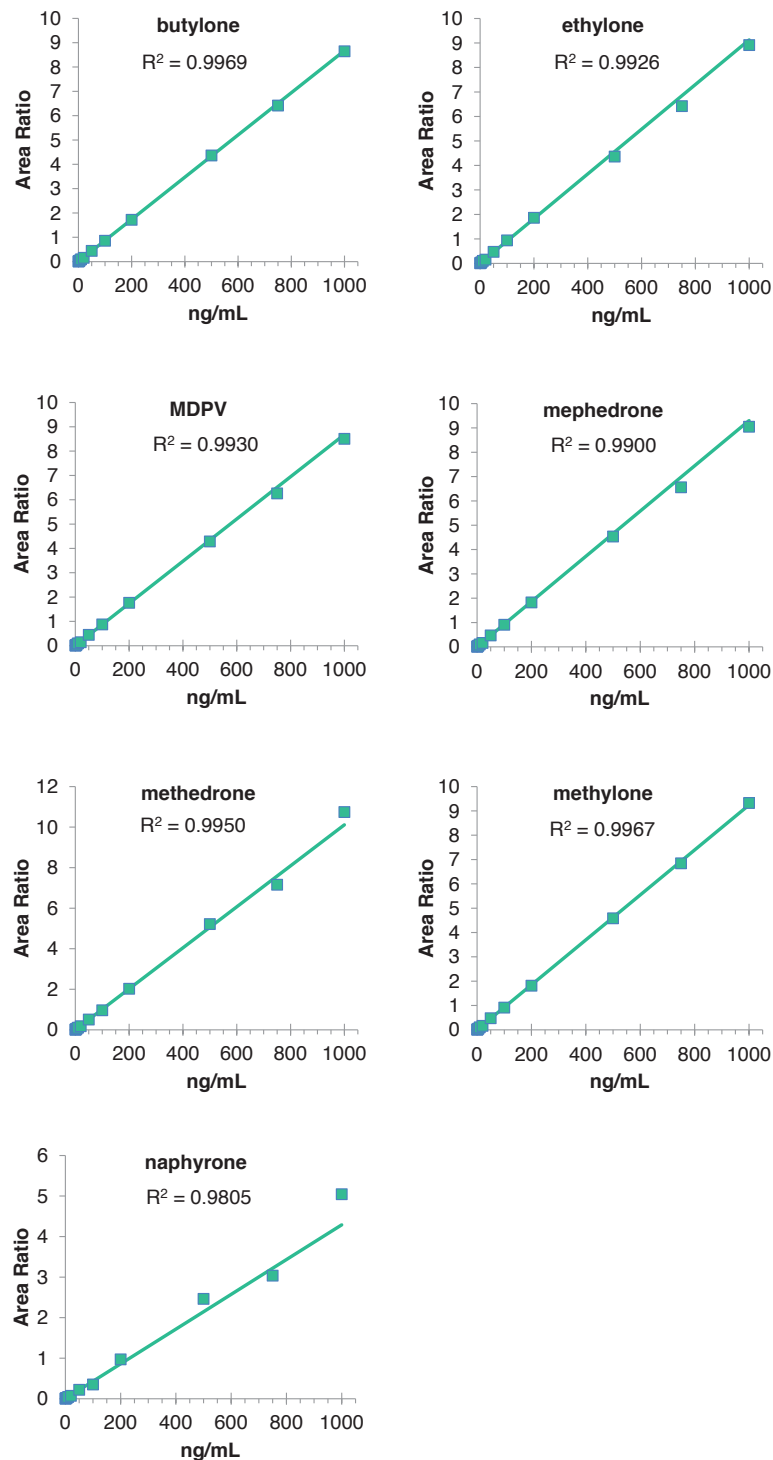 butylone
R² = 0.9969
10
9
8
7
6
5
4
3
2
1
0
Area Ratio
0 200 400 600 800 1000
ng/mL
ethylone
R² = 0.9926
10
9
8
7
6
5
4
3
2
1
0
Area Ratio
0 200 400 600 800 1000
ng/mL
MDPV
R² = 0.9930
10
9
8
7
6
5
4
3
2
1
0
Area Ratio
0 200 400 600 800 1000
ng/mL
mephedrone
R² = 0.9900
10
9
8
7
6
5
4
3
2
1
0
Area Ratio
0 200 400 600 800 1000
ng/mL
methedrone
R² = 0.9950
12
10
8
6
4
2
0
Area Ratio
0 200 400 600 800 1000
ng/mL
methylone
R² = 0.9967
10
9
8
7
6
5
4
3
2
1
0
Area Ratio
0 200 400 600 800 1000
ng/mL
naphyrone
R² = 0.9805
6
5
4
3
2
1
0
Area Ratio
0 200 400 600 800 1000
ng/mL